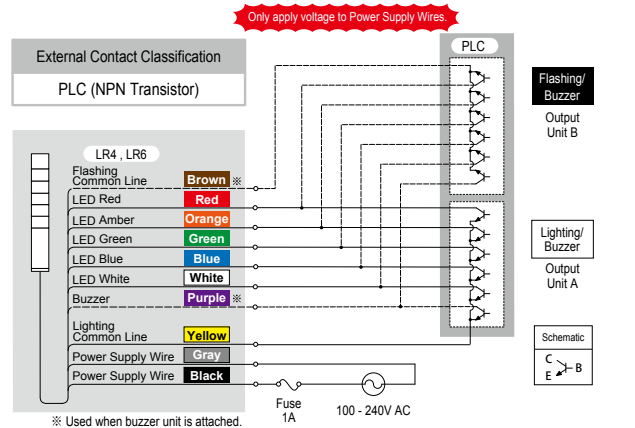 Only apply voltage to Power Supply Wires.
External Contact Classification
PLC (NPN Transistor)
PLC
Flashing/
Buzzer
Output
Unit B
LR4 , LR6
Flashing
Common Line Brown ※
LED Red Red
LED Amber Orange
LED Green Green
LED Blue Blue
LED White White
Buzzer Purple ※
Lighting
Common Line Yellow
Power Supply Wire Gray
Power Supply Wire Black
Lighting/
Buzzer
Output
Unit A
Schematic
C
B
E
Fuse
1A
100 - 240V AC
※ Used when buzzer unit is attached.